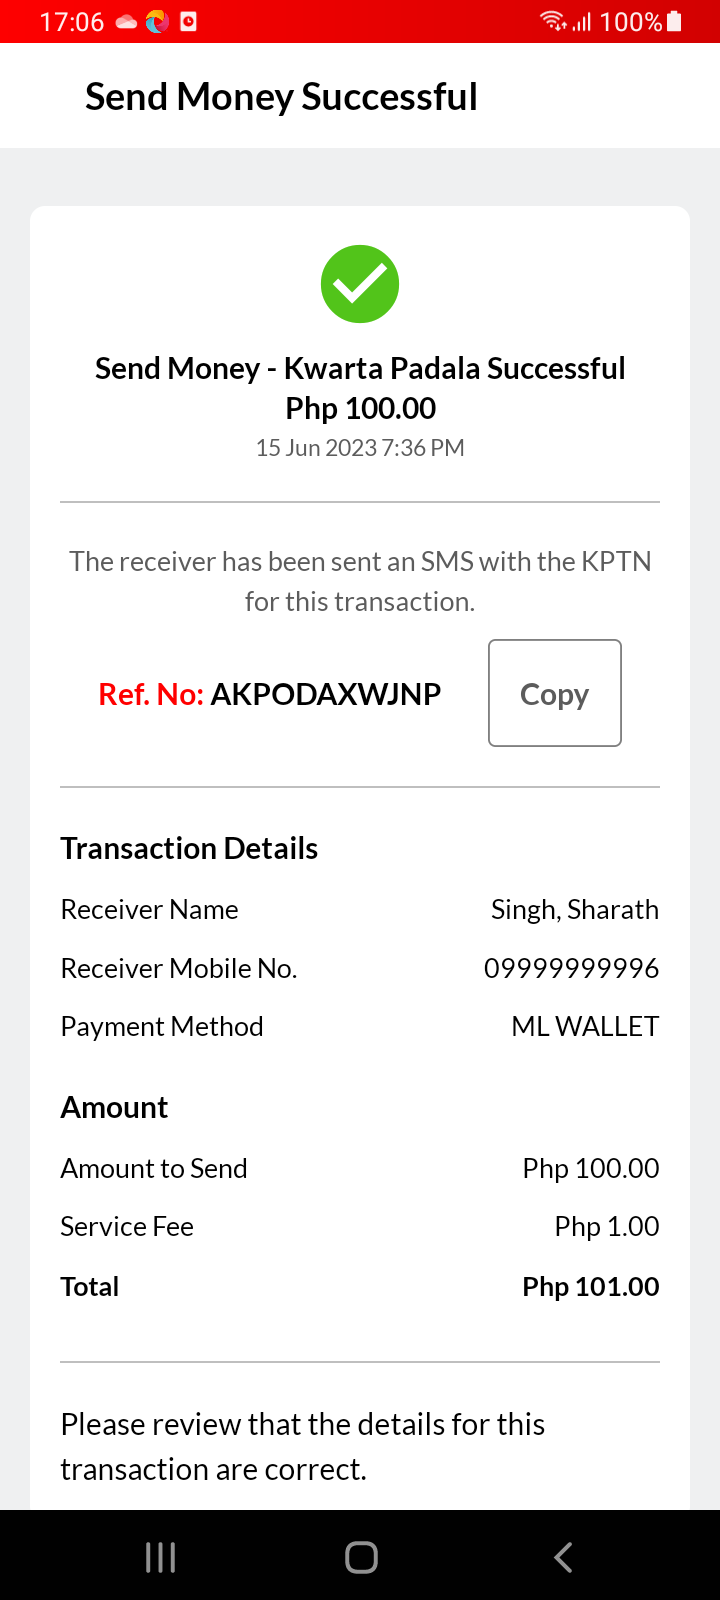 17:06
100%
Send Money Successful
Send Money - Kwarta Padala Successful
Php 100.00
15 Jun 2023 7:36 PM
The receiver has been sent an SMS with the KPTN
for this transaction.
Ref. No: AKPODAXWJNP
Copy
Transaction Details
Receiver Name Singh, Sharath
Receiver Mobile No. 09999999996
Payment Method ML WALLET
Amount
Amount to Send Php 100.00
Service Fee Php 1.00
Total Php 101.00
Please review that the details for this
transaction are correct.